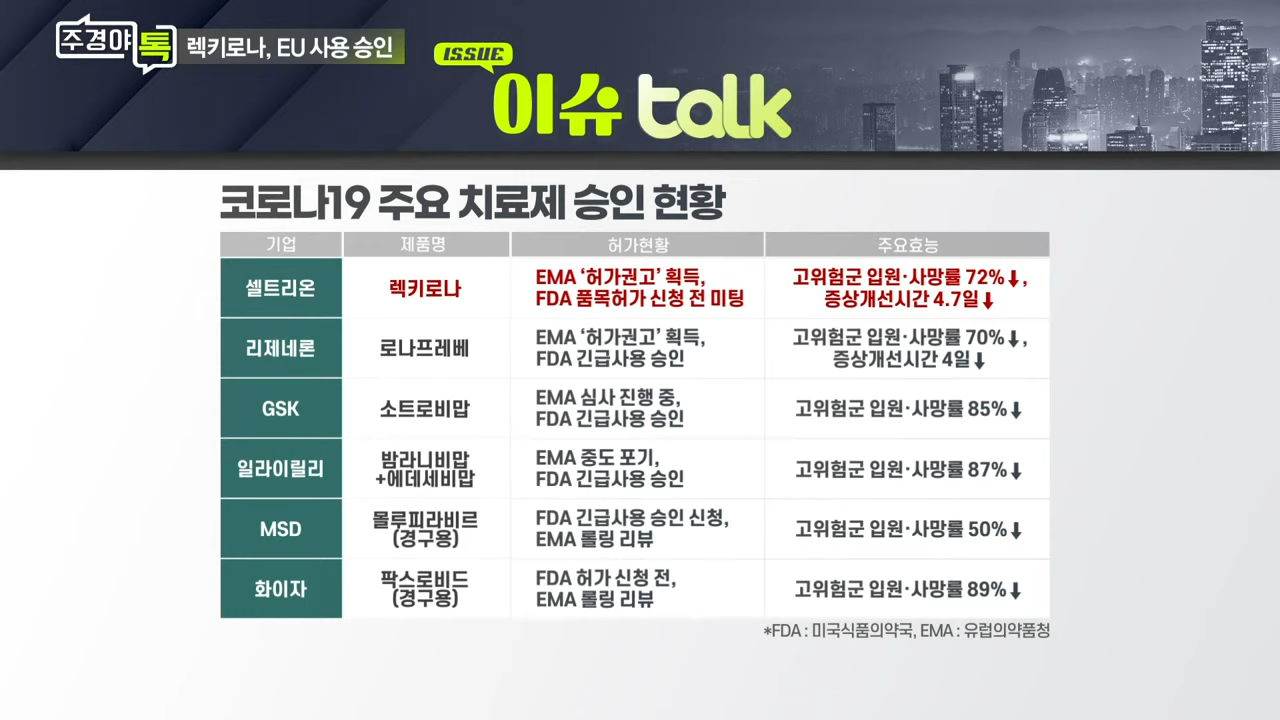 주경야톡
렉키로나, EU 사용 승인
ISSUE
이슈 talk
코로나19 주요 치료제 승인 현황
기업 제품명 허가현황 주요효능
셀트리온 렉키로나 EMA ‘허가권고’ 획득, 고위험군 입원·사망률 72%⬇,
FDA 품목허가 신청 전 미팅 증상개선시간 4.7일⬇
리제네론 로나프레베 EMA ‘허가권고’ 획득, 고위험군 입원·사망률 70%⬇,
FDA 긴급사용 승인 증상개선시간 4일⬇
GSK 소트로비맙 EMA 심사 진행 중, 고위험군 입원·사망률 85%⬇
FDA 긴급사용 승인
일라이릴리 밤라니비맙 EMA 중도 포기, 고위험군 입원·사망률 87%⬇
+에데세비맙 FDA 긴급사용 승인
MSD 몰루피라비르 FDA 긴급사용 승인 신청, 고위험군 입원·사망률 50%⬇
(경구용) EMA 롤링 리뷰
화이자 팍스로비드 FDA 허가 신청 전, 고위험군 입원·사망률 89%⬇
(경구용) EMA 롤링 리뷰
*FDA : 미국식품의약국, EMA : 유럽의약품청